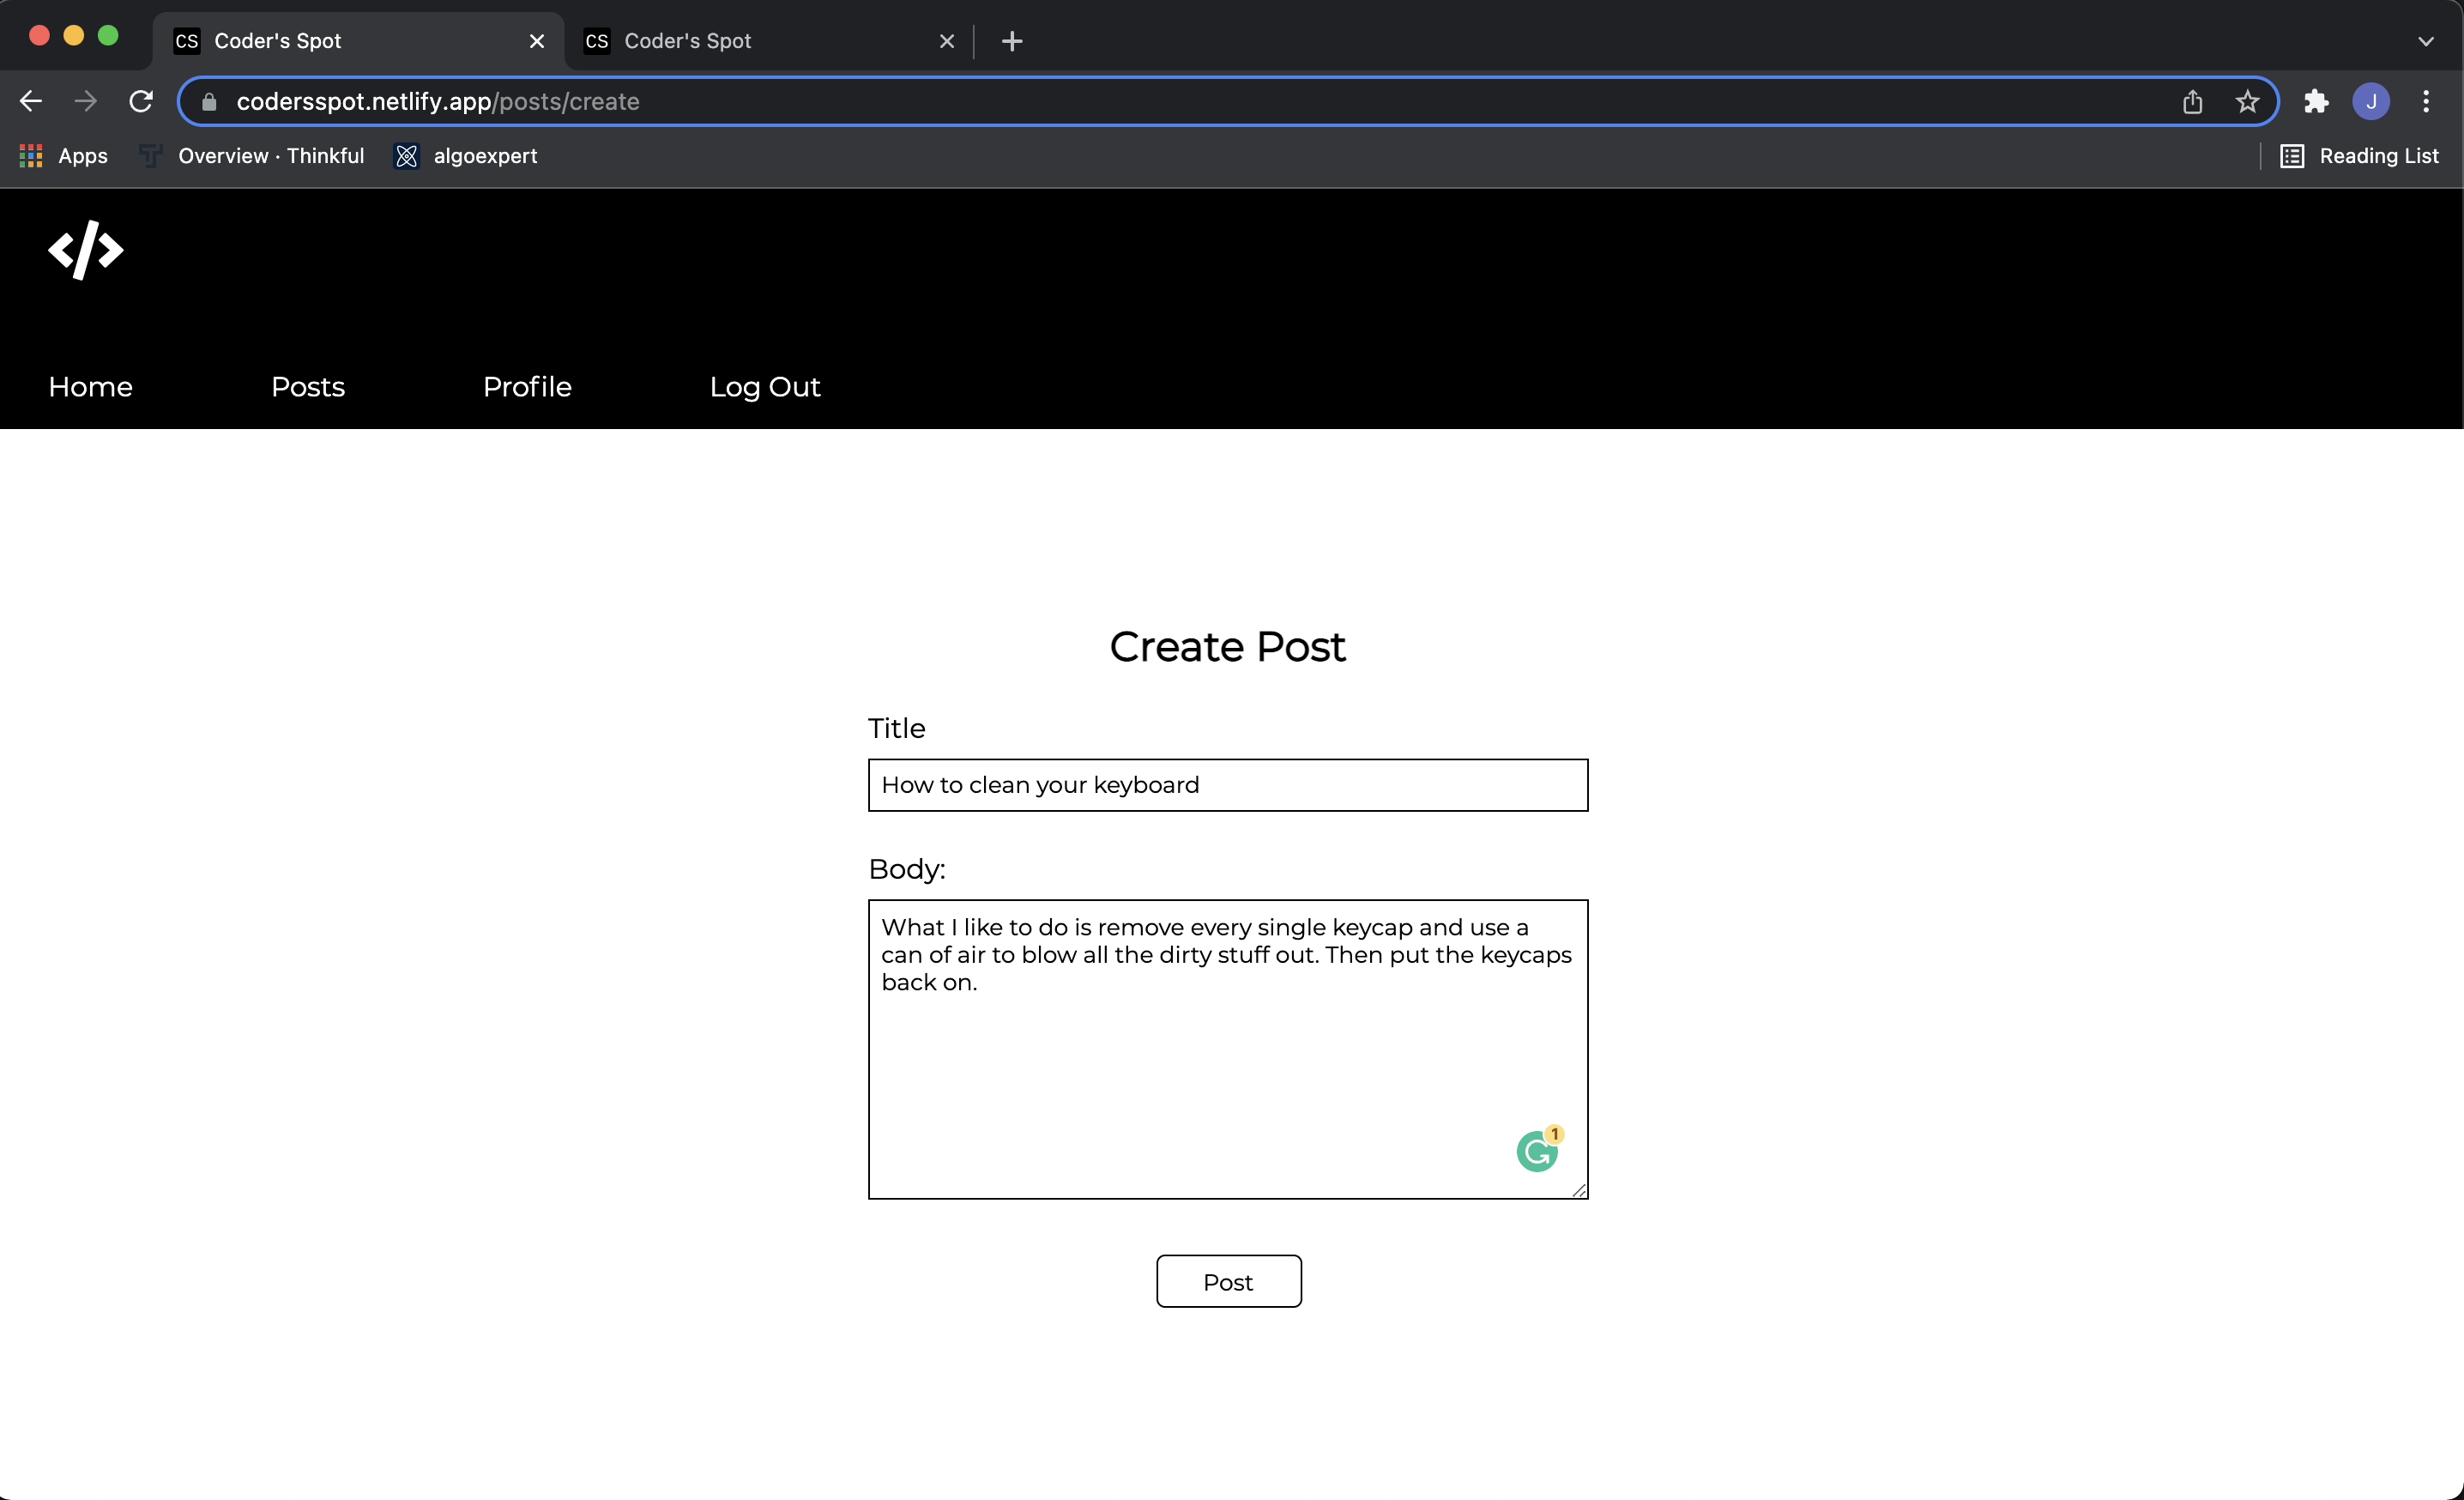 CS Coder's Spot
CS Coder's Spot
codersspot.netlify.app/posts/create
J
Apps
Overview · Thinkful
algoexpert
Reading List
</>
Home
Posts
Profile
Log Out
Create Post
Title
How to clean your keyboard
Body:
What I like to do is remove every single keycap and use a
can of air to blow all the dirty stuff out. Then put the keycaps
back on.
1
Post